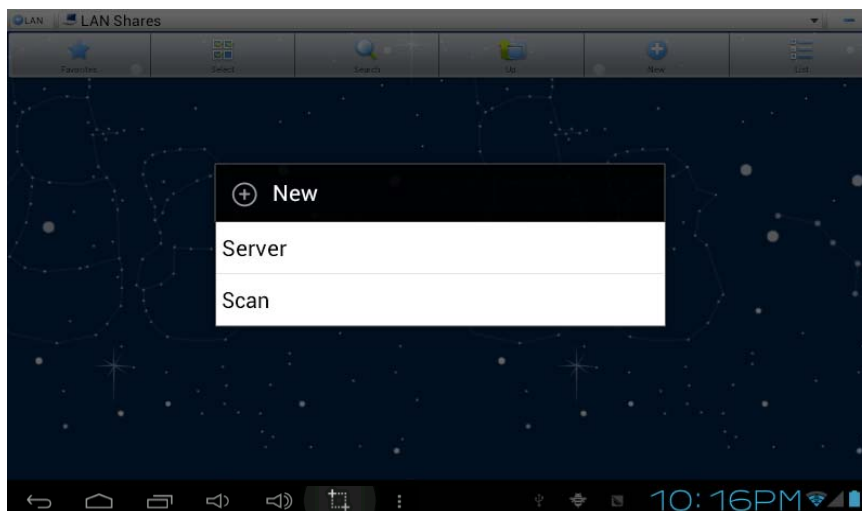 LAN LAN Shares
Favorites Select Search Up New List
New
Server
Scan
10:16PM